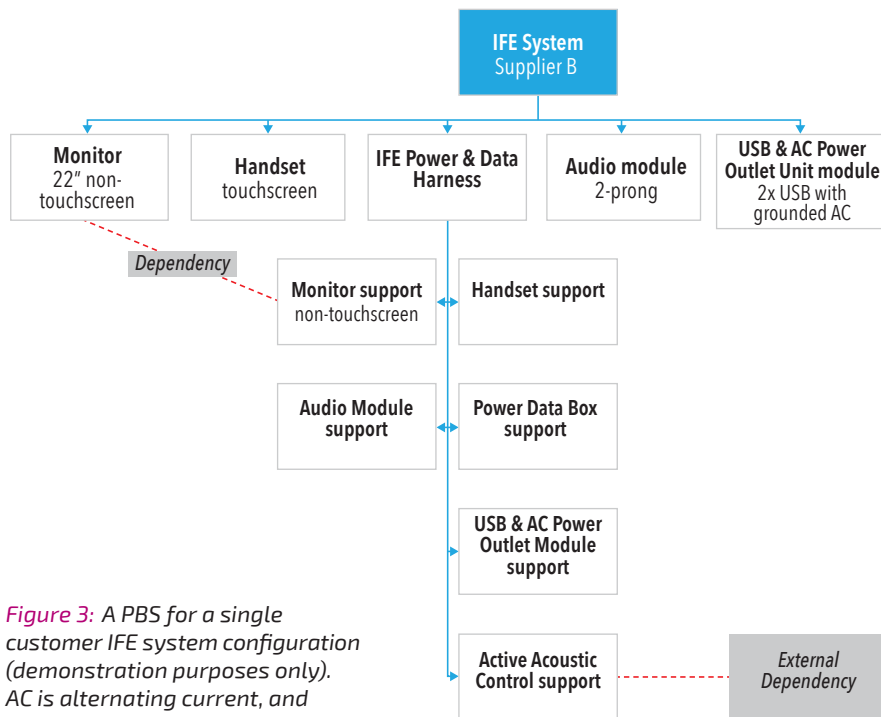 IFE System
Supplier B
Monitor
22” non-
touchscreen
Handset
touchscreen
IFE Power & Data
Harness
Audio module
2-prong
USB & AC Power
Outlet Unit module
2x USB with
grounded AC
Dependency
Monitor support
non-touchscreen
Handset support
Audio Module
support
Power Data Box
support
USB & AC Power
Outlet Module
support
Active Acoustic
Control support
External
Dependency
Figure 3: A PBS for a single
customer IFE system configuration
(demonstration purposes only).
AC is alternating current, and